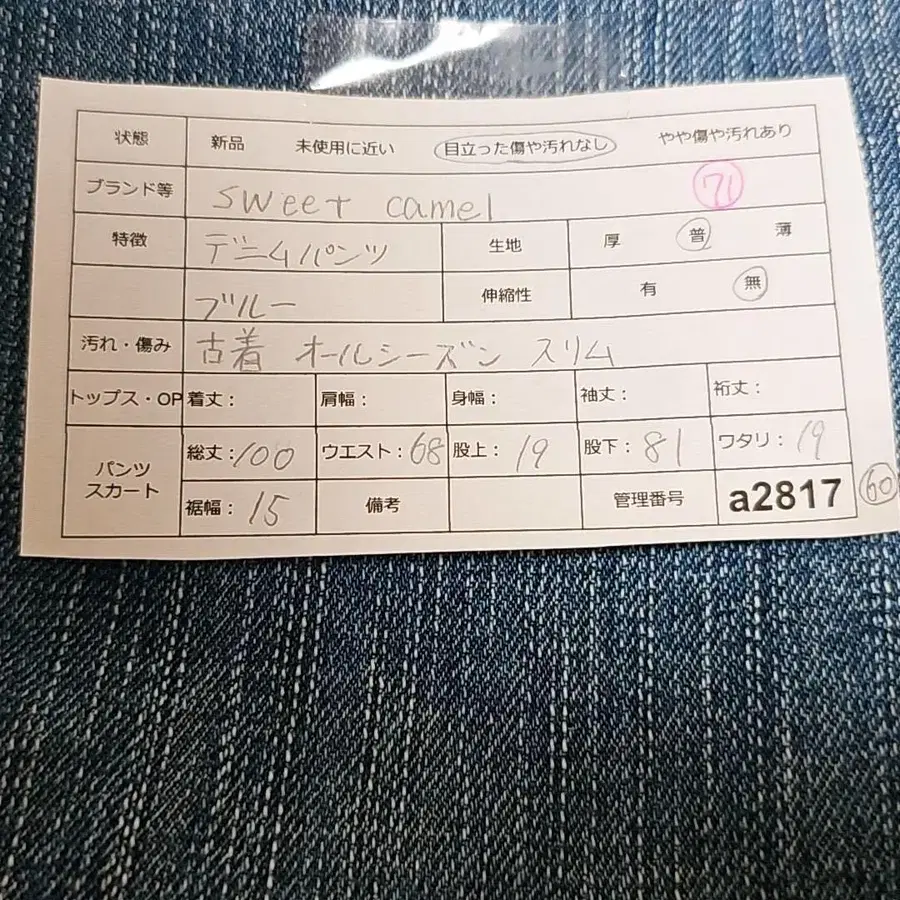 状態 新品 未使用に近い 目立った傷や汚れなし やや傷や汚れあり
ブランド等 sweet camel 71
特徴 デニムパンツ 生地 厚 普 薄
ブルー 伸縮性 有 無
汚れ・傷み 古着 オールシーズン スリム
トップス・OP 着丈: 肩幅: 身幅: 袖丈: 裄丈:
パンツ
スカート
総丈:100 ウエスト:68 股上:19 股下:81 ワタリ:19
裾幅:15 備考 管理番号 a2817 60